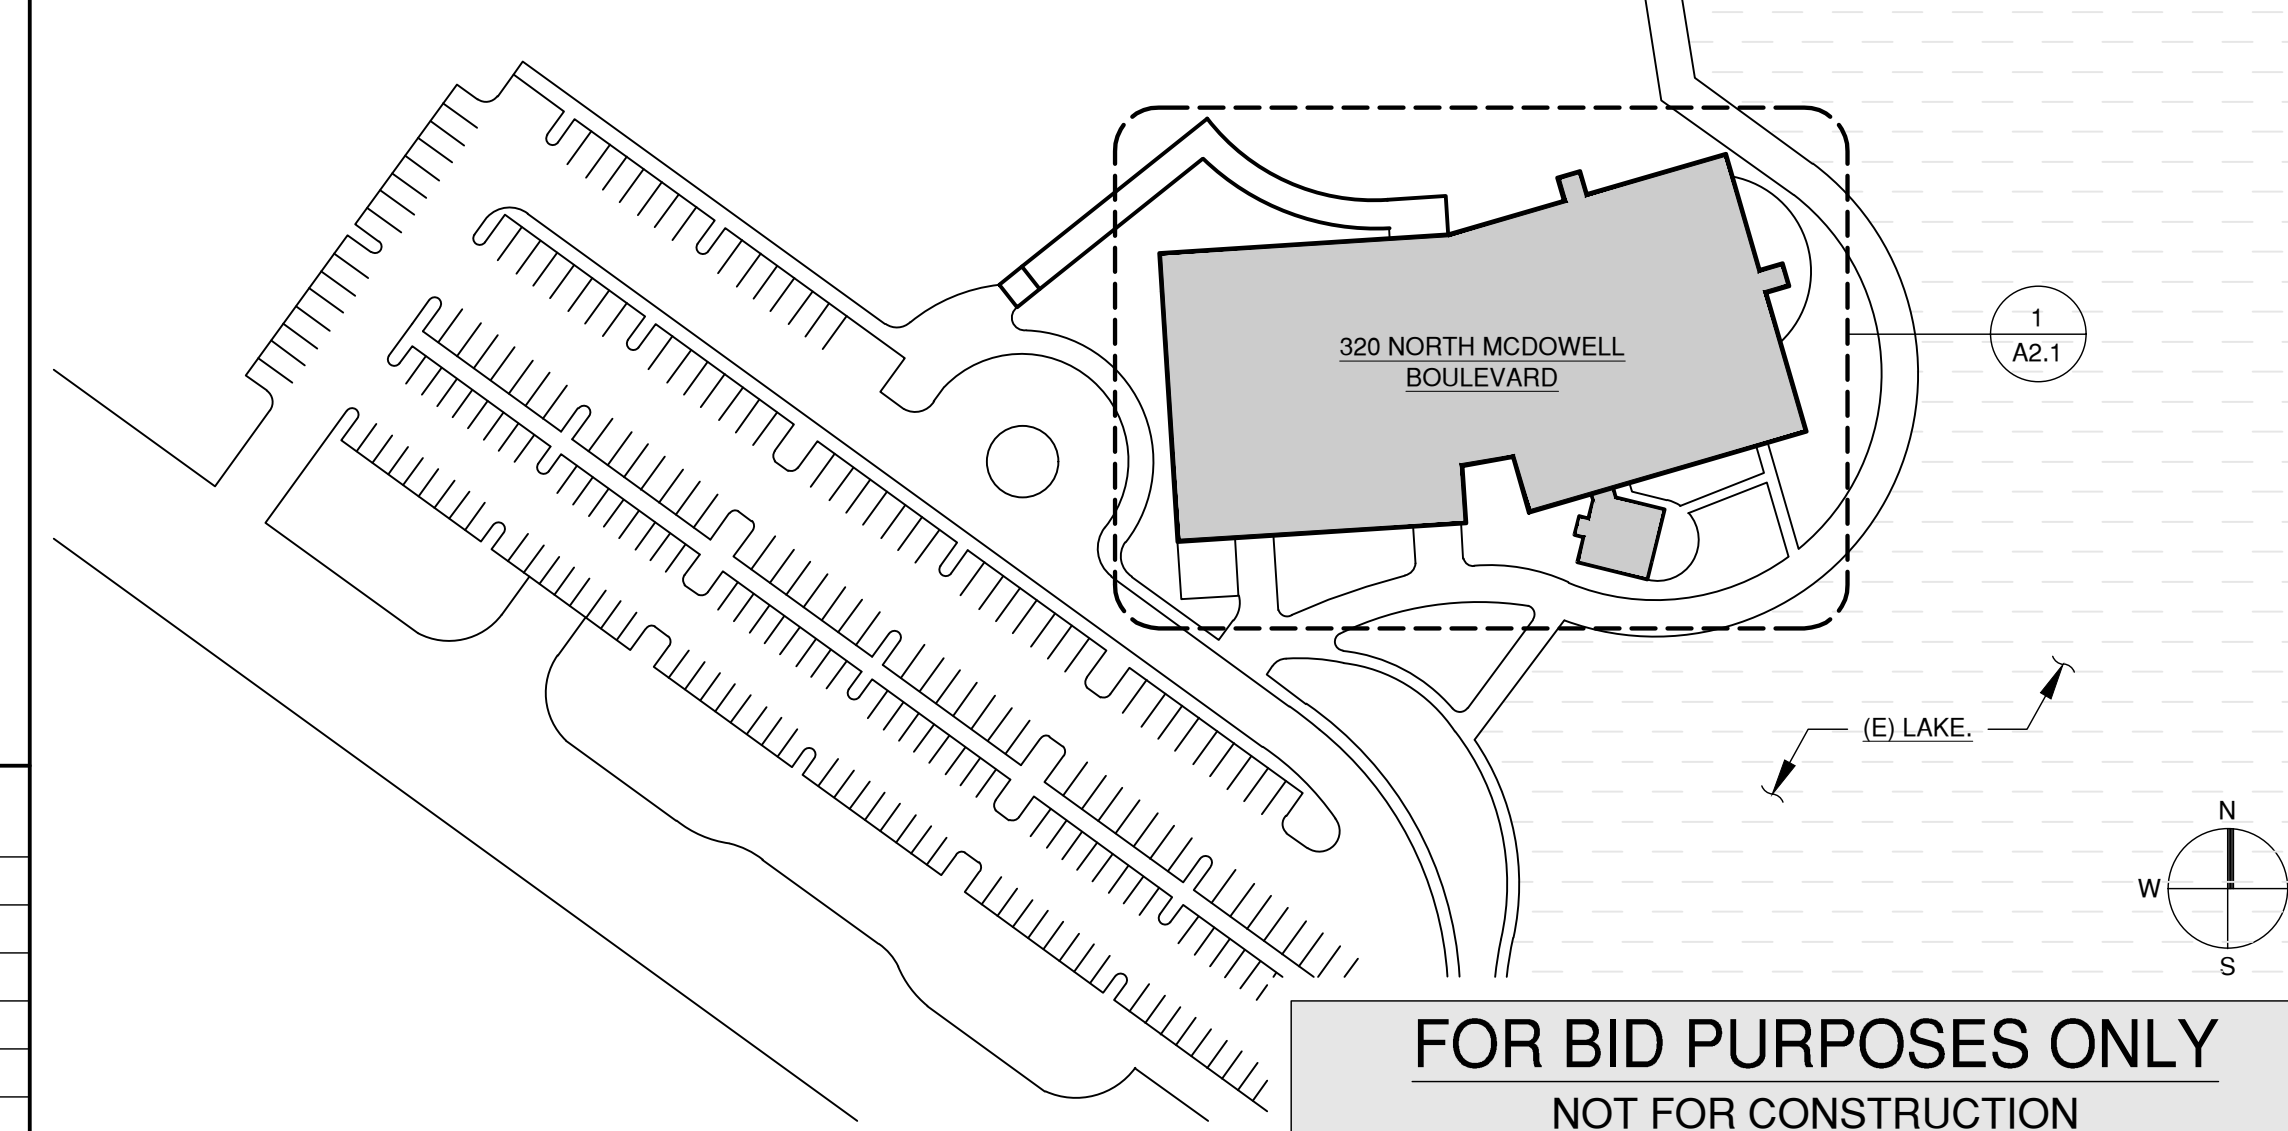 320 NORTH MCDOWELL
BOULEVARD
1
A2.1
(E) LAKE.
N
W
S
FOR BID PURPOSES ONLY
NOT FOR CONSTRUCTION